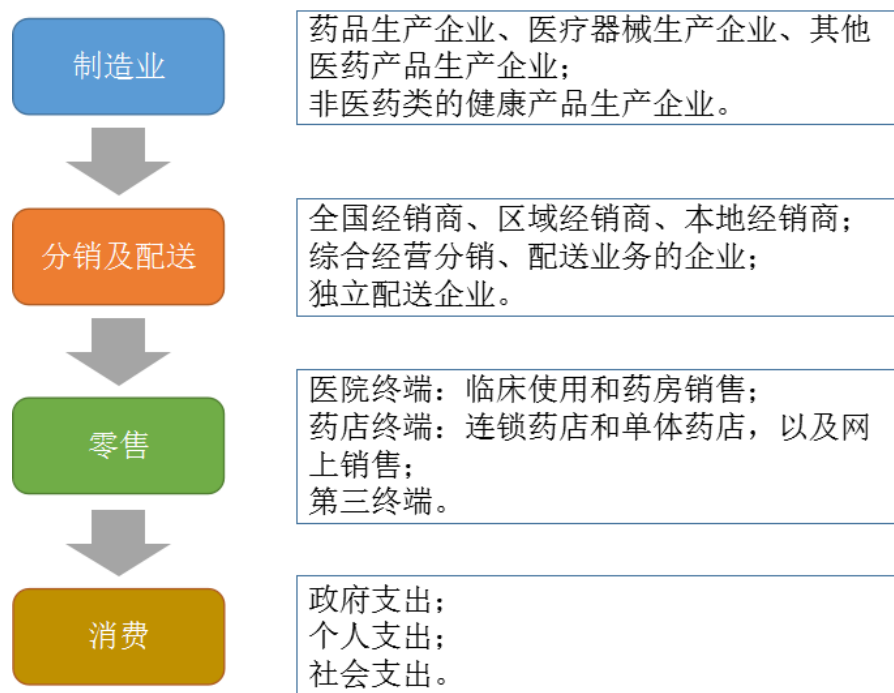 制造业
药品生产企业、医疗器械生产企业、其他
医药产品生产企业；
非医药类的健康产品生产企业。
分销及配送
全国经销商、区域经销商、本地经销商；
综合经营分销、配送业务的企业；
独立配送企业。
零售
医院终端：临床使用和药房销售；
药店终端：连锁药店和单体药店，以及网
上销售；
第三终端。
消费
政府支出；
个人支出；
社会支出。